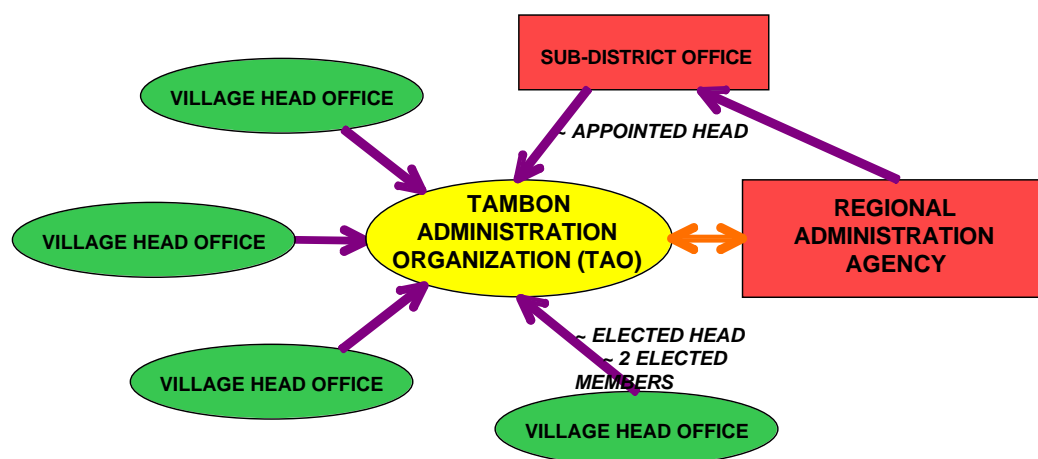 SUB-DISTRICT OFFICE
VILLAGE HEAD OFFICE
~ APPOINTED HEAD
TAMBON
ADMINISTRATION
ORGANIZATION (TAO)
REGIONAL
ADMINISTRATION
AGENCY
VILLAGE HEAD OFFICE
~ ELECTED HEAD
~ 2 ELECTED
MEMBERS
VILLAGE HEAD OFFICE
VILLAGE HEAD OFFICE